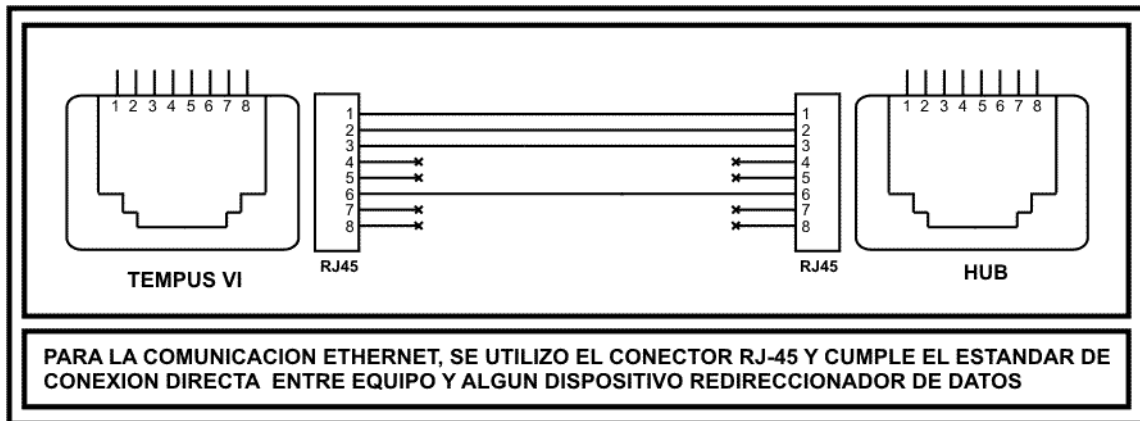 1 2 3 4 5 6 7 8
1
2
3
4
5
6
7
8
RJ45
TEMPUS VI
1
2
3
4
5
6
7
8
RJ45
1 2 3 4 5 6 7 8
HUB
PARA LA COMUNICACION ETHERNET, SE UTILIZO EL CONECTOR RJ-45 Y CUMPLE EL ESTANDAR DE
CONEXION DIRECTA ENTRE EQUIPO Y ALGUN DISPOSITIVO REDIRECCIONADOR DE DATOS